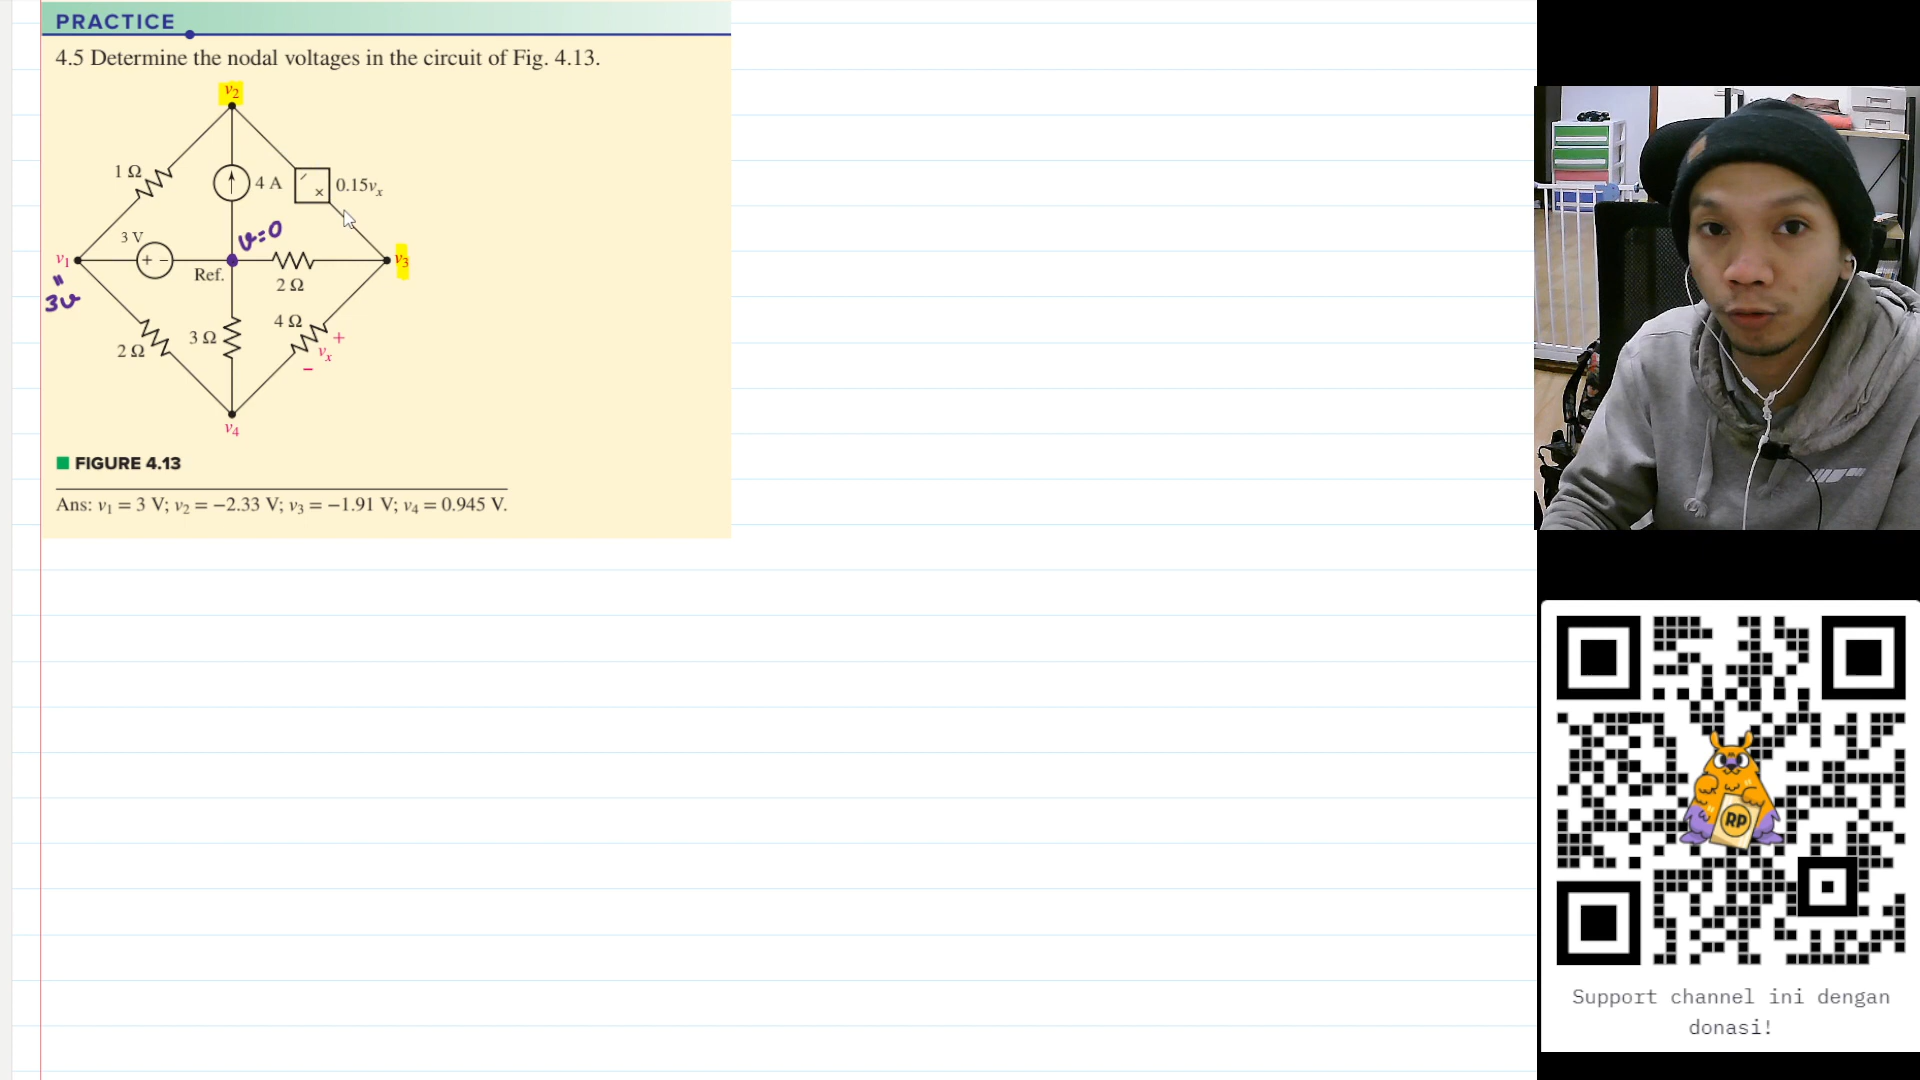 PRACTICE
4.5 Determine the nodal voltages in the circuit of Fig. 4.13.
v₂
1 Ω
4 A
0.15vₓ
3 V
v=0
v₁
+ −
Ref.
v₃
= 3v
2 Ω
4 Ω
3 Ω
+
vₓ
−
2 Ω
v₄
FIGURE 4.13
Ans: v₁ = 3 V; v₂ = −2.33 V; v₃ = −1.91 V; v₄ = 0.945 V.
RP
Support channel ini dengan
donasi!